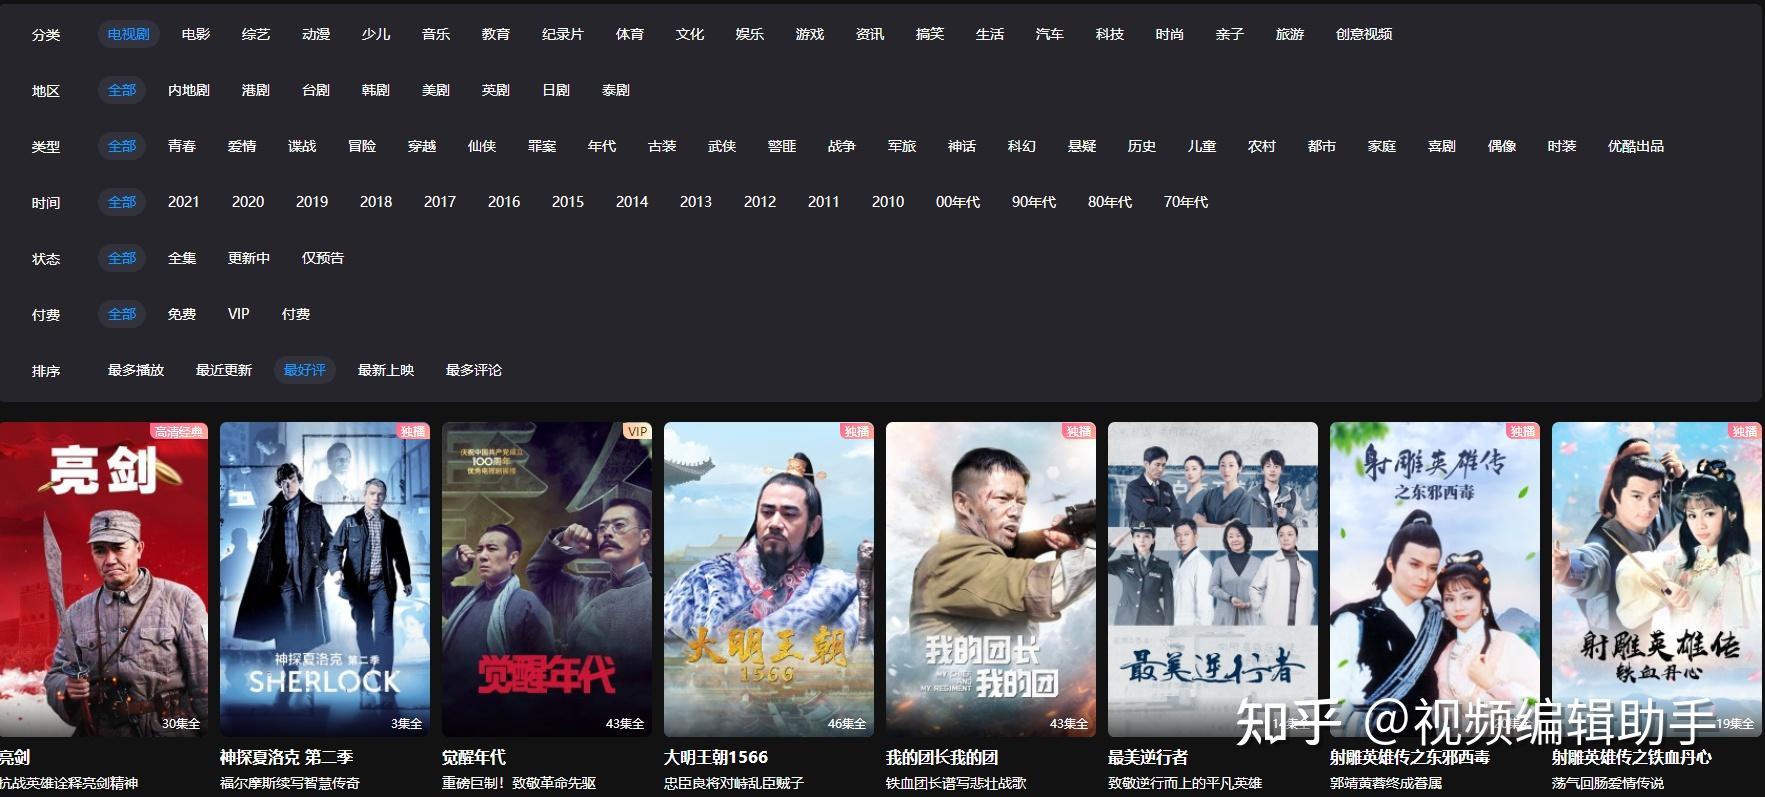 分类 电视剧 电影 综艺 动漫 少儿 音乐 教育 纪录片 体育 文化 娱乐 游戏 资讯 搞笑 生活 汽车 科技 时尚 亲子 旅游 创意视频
地区 全部 内地剧 港剧 台剧 韩剧 美剧 英剧 日剧 泰剧
类型 全部 青春 爱情 谍战 冒险 穿越 仙侠 罪案 年代 古装 武侠 警匪 战争 军旅 神话 科幻 悬疑 历史 儿童 农村 都市 家庭 喜剧 偶像 时装 优酷出品
时间 全部 2021 2020 2019 2018 2017 2016 2015 2014 2013 2012 2011 2010 00年代 90年代 80年代 70年代
状态 全部 全集 更新中 仅预告
付费 全部 免费 VIP 付费
排序 最多播放 最近更新 最好评 最新上映 最多评论
高清经典
亮剑
30集全
亮剑
抗战英雄诠释亮剑精神
独播
神探夏洛克 第二季
SHERLOCK
3集全
神探夏洛克 第二季
福尔摩斯续写智慧传奇
VIP
庆祝中国共产党成立
100周年
优秀电视剧展播
觉醒年代
43集全
觉醒年代
重磅巨制！致敬革命先驱
独播
大明王朝
1566
46集全
大明王朝1566
忠臣良将对峙乱臣贼子
独播
我的团长
MY CHIEF AND MY REGIMENT
我的团
43集全
我的团长我的团
铁血团长谱写悲壮战歌
最美逆行者
14集全
最美逆行者
致敬逆行而上的平凡英雄
独播
射雕英雄传
之东邪西毒
射雕英雄传之东邪西毒
郭靖黄蓉终成眷属
独播
射雕英雄传
铁血丹心
19集全
射雕英雄传之铁血丹心
荡气回肠爱情传说
知乎 @视频编辑助手